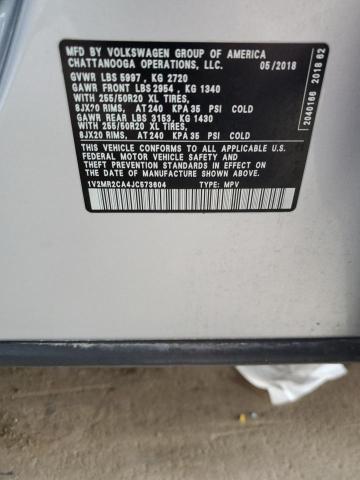 MFD. BY VOLKSWAGEN GROUP OF AMERICA
CHATTANOOGA OPERATIONS, LLC. 05/2018
GVWR LBS 5997 , KG 2720
GAWR FRONT LBS 2954 , KG 1340
WITH 255/50R20 XL TIRES,
8JX20 RIMS, AT 240 KPA 35 PSI COLD
GAWR REAR LBS 3153, KG 1430
WITH 255/50R20 XL TIRES,
8JX20 RIMS, AT 240 KPA 35 PSI COLD
THIS VEHICLE CONFORMS TO ALL APPLICABLE U.S.
FEDERAL MOTOR VEHICLE SAFETY AND
THEFT PREVENTION STANDARDS IN EFFECT ON THE DATE
OF MANUFACTURE SHOWN ABOVE.
1V2MR2CA4JC573604 TYPE: MPV
2040166 2018 62